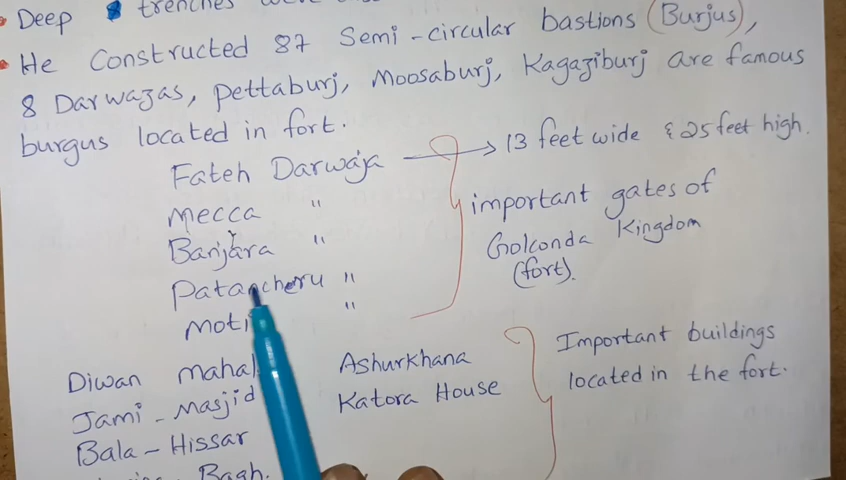 • Deep trenches
• He Constructed 87 Semi-circular bastions (Burjus),
8 Darwazas, Pettaburj, Moosaburj, Kagaziburj are famous
burgus located in fort.
Fateh Darwaja → 13 feet wide & 25 feet high.
Mecca "
Banjara "
Patancheru "
Moti "
important gates of
Golconda Kingdom
(fort).
Diwan mahal
Jami-Masjid
Bala-Hissar
Bagh.
Ashurkhana
Katora House
Important buildings
located in the fort.